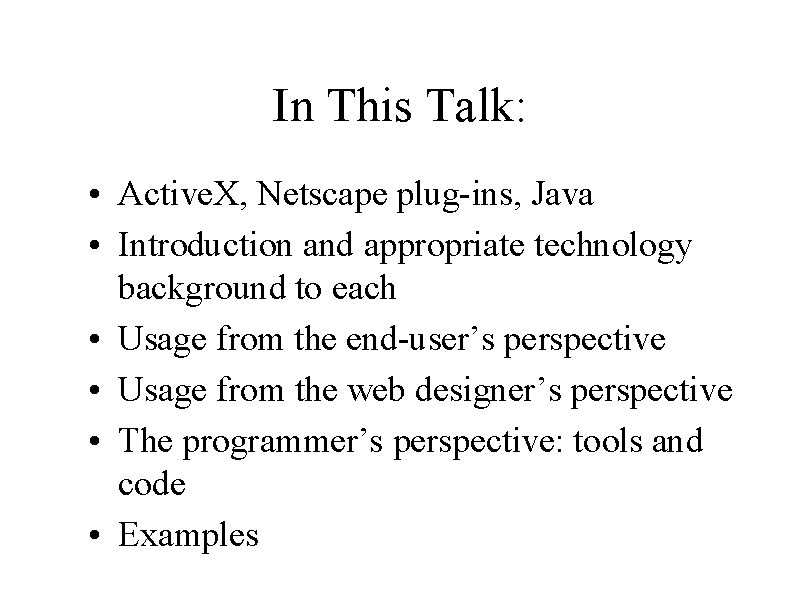 In This Talk:
• Active.X, Netscape plug-ins, Java
• Introduction and appropriate technology
background to each
• Usage from the end-user’s perspective
• Usage from the web designer’s perspective
• The programmer’s perspective: tools and
code
• Examples